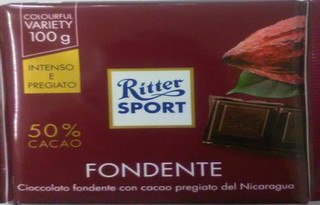 COLOURFUL
VARIETY
100 g
INTENSO
E
PREGIATO
Ritter
SPORT
50%
CACAO
FONDENTE
Cioccolato fondente con cacao pregiato del Nicaragua